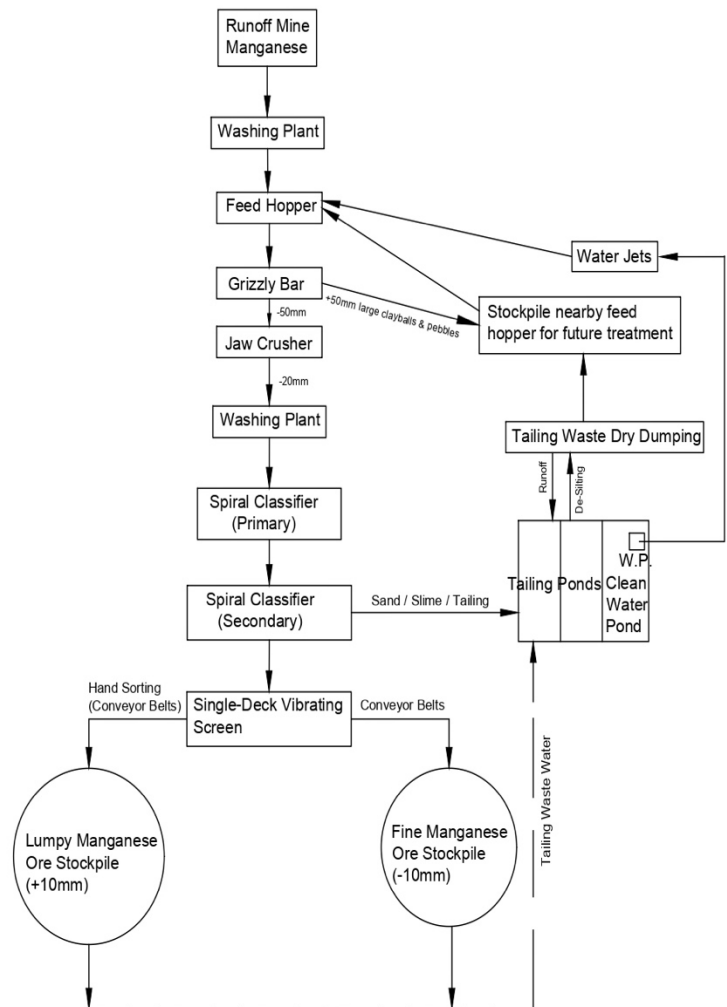 Runoff Mine
Manganese
Washing Plant
Feed Hopper
Water Jets
Grizzly Bar
+50mm large clayballs & pebbles
Stockpile nearby feed
hopper for future treatment
-50mm
Jaw Crusher
-20mm
Washing Plant
Tailing Waste Dry Dumping
Runoff
De-Silting
Spiral Classifier
(Primary)
W.P.
Tailing Ponds
Clean
Water
Pond
Spiral Classifier
(Secondary)
Sand / Slime / Tailing
Hand Sorting
(Conveyor Belts)
Single-Deck Vibrating
Screen
Conveyor Belts
Tailing Waste Water
Lumpy Manganese
Ore Stockpile
(+10mm)
Fine Manganese
Ore Stockpile
(-10mm)